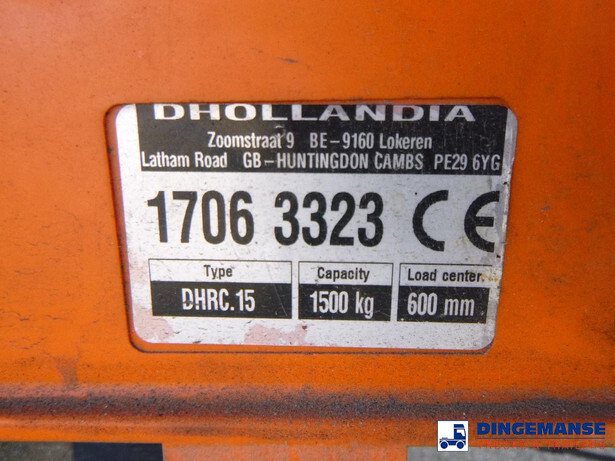 DHOLLANDIA
Zoomstraat 9 BE-9160 Lokeren
Latham Road GB-HUNTINGDON CAMBS PE29 6YG
1706 3323 CE
Type Capacity Load center
DHRC.15 1500 kg 600 mm
DINGEMANSE